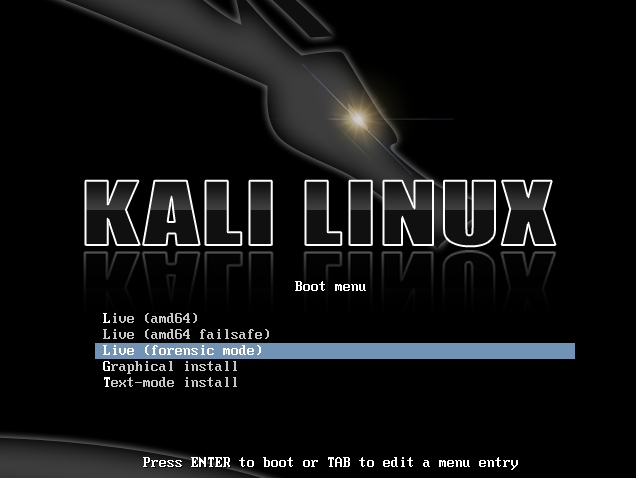 KALI LINUX
Boot menu
Live (amd64)
Live (amd64 failsafe)
Live (forensic mode)
Graphical install
Text-mode install
Press ENTER to boot or TAB to edit a menu entry